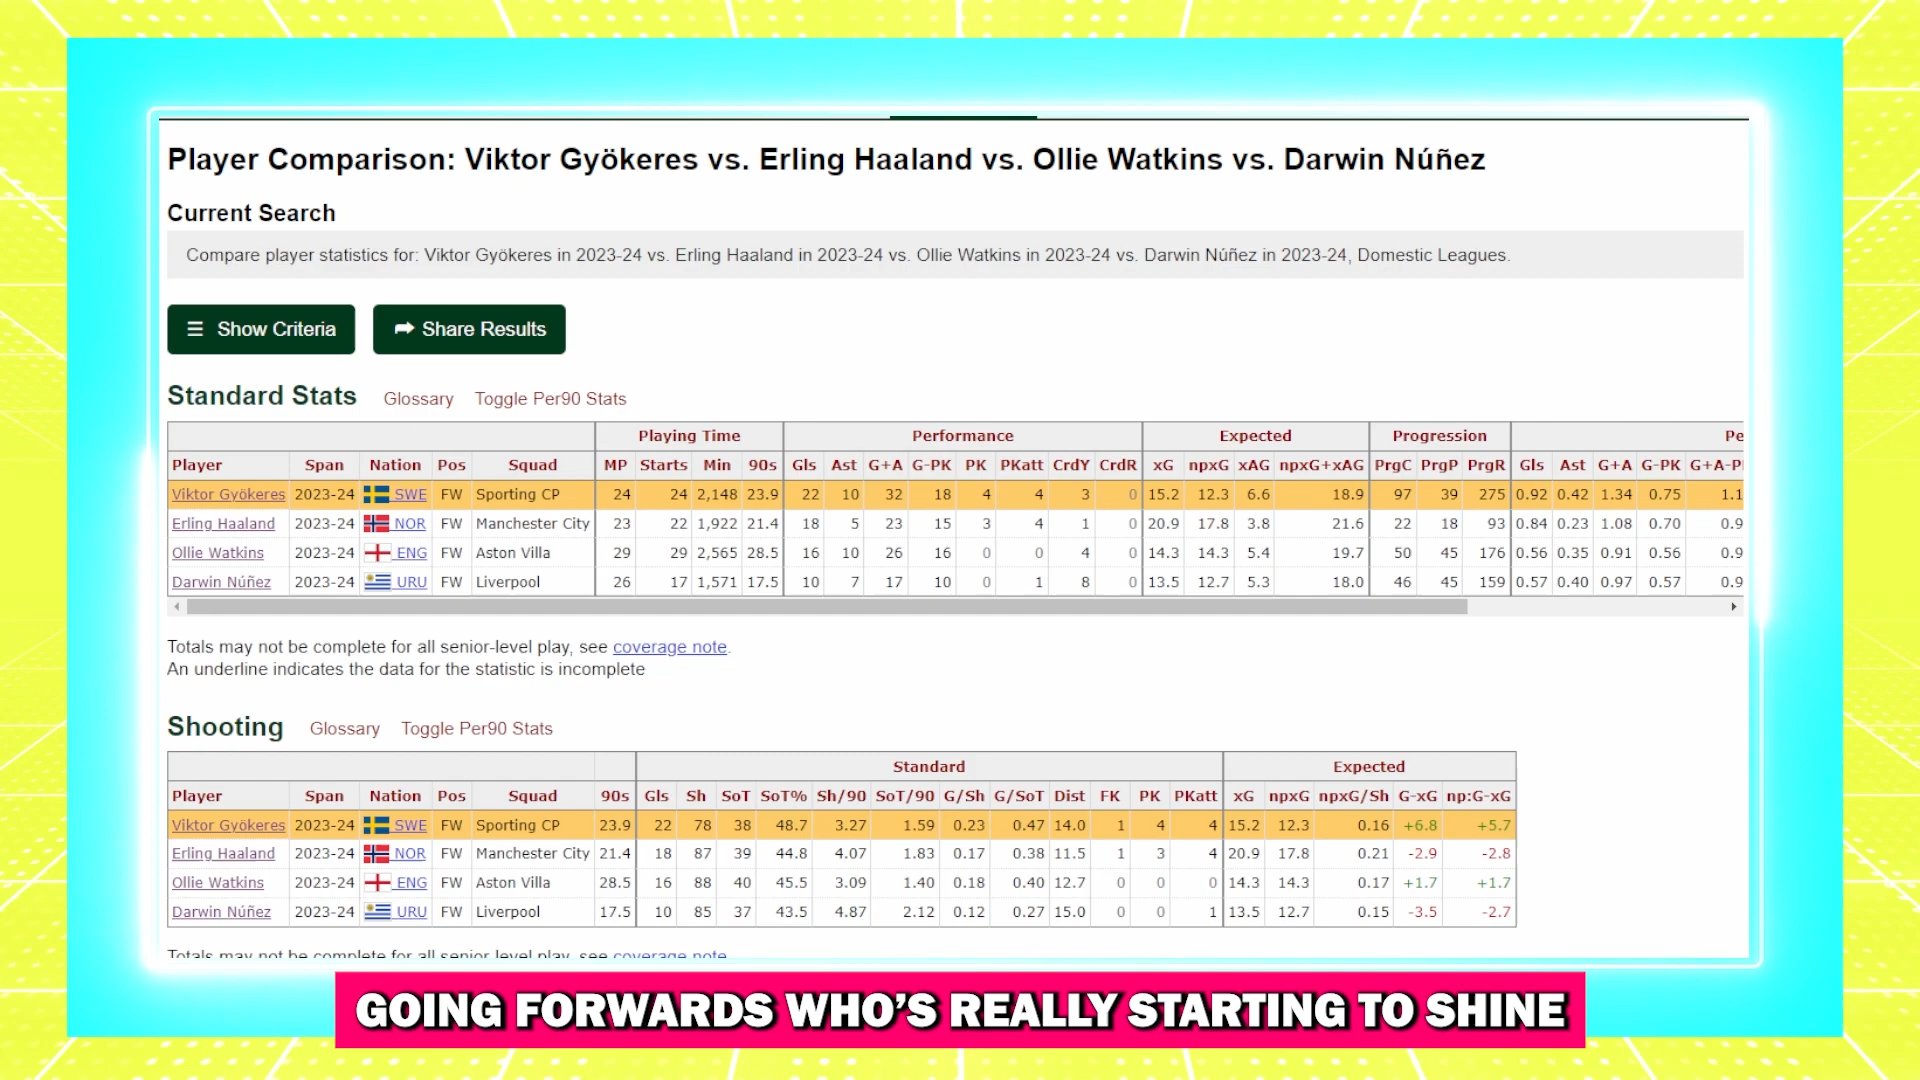 Player Comparison: Viktor Gyökeres vs. Erling Haaland vs. Ollie Watkins vs. Darwin Núñez
Current Search
Compare player statistics for: Viktor Gyökeres in 2023-24 vs. Erling Haaland in 2023-24 vs. Ollie Watkins in 2023-24 vs. Darwin Núñez in 2023-24, Domestic Leagues.
Show Criteria Share Results
Standard Stats Glossary Toggle Per90 Stats
Playing Time Performance Expected Progression Pe
Player Span Nation Pos Squad MP Starts Min 90s Gls Ast G+A G-PK PK PKatt CrdY CrdR xG npxG xAG npxG+xAG PrgC PrgP PrgR Gls Ast G+A G-PK G+A-P
Viktor Gyökeres 2023-24 SWE FW Sporting CP 24 24 2,148 23.9 22 10 32 18 4 4 3 0 15.2 12.3 6.6 18.9 97 39 275 0.92 0.42 1.34 0.75 1.1
Erling Haaland 2023-24 NOR FW Manchester City 23 22 1,922 21.4 18 5 23 15 3 4 1 0 20.9 17.8 3.8 21.6 22 18 93 0.84 0.23 1.08 0.70 0.9
Ollie Watkins 2023-24 ENG FW Aston Villa 29 29 2,565 28.5 16 10 26 16 0 0 4 0 14.3 14.3 5.4 19.7 50 45 176 0.56 0.35 0.91 0.56 0.9
Darwin Núñez 2023-24 URU FW Liverpool 26 17 1,571 17.5 10 7 17 10 0 1 8 0 13.5 12.7 5.3 18.0 46 45 159 0.57 0.40 0.97 0.57 0.9
Totals may not be complete for all senior-level play, see coverage note.
An underline indicates the data for the statistic is incomplete
Shooting Glossary Toggle Per90 Stats
Standard Expected
Player Span Nation Pos Squad 90s Gls Sh SoT SoT% Sh/90 SoT/90 G/Sh G/SoT Dist FK PK PKatt xG npxG npxG/Sh G-xG np:G-xG
Viktor Gyökeres 2023-24 SWE FW Sporting CP 23.9 22 78 38 48.7 3.27 1.59 0.23 0.47 14.0 1 4 4 15.2 12.3 0.16 +6.8 +5.7
Erling Haaland 2023-24 NOR FW Manchester City 21.4 18 87 39 44.8 4.07 1.83 0.17 0.38 11.5 1 3 4 20.9 17.8 0.21 -2.9 -2.8
Ollie Watkins 2023-24 ENG FW Aston Villa 28.5 16 88 40 45.5 3.09 1.40 0.18 0.40 12.7 0 0 0 14.3 14.3 0.17 +1.7 +1.7
Darwin Núñez 2023-24 URU FW Liverpool 17.5 10 85 37 43.5 4.87 2.12 0.12 0.27 15.0 0 0 1 13.5 12.7 0.15 -3.5 -2.7
Totals may not be complete for all senior-level play, see coverage note.
GOING FORWARDS WHO'S REALLY STARTING TO SHINE